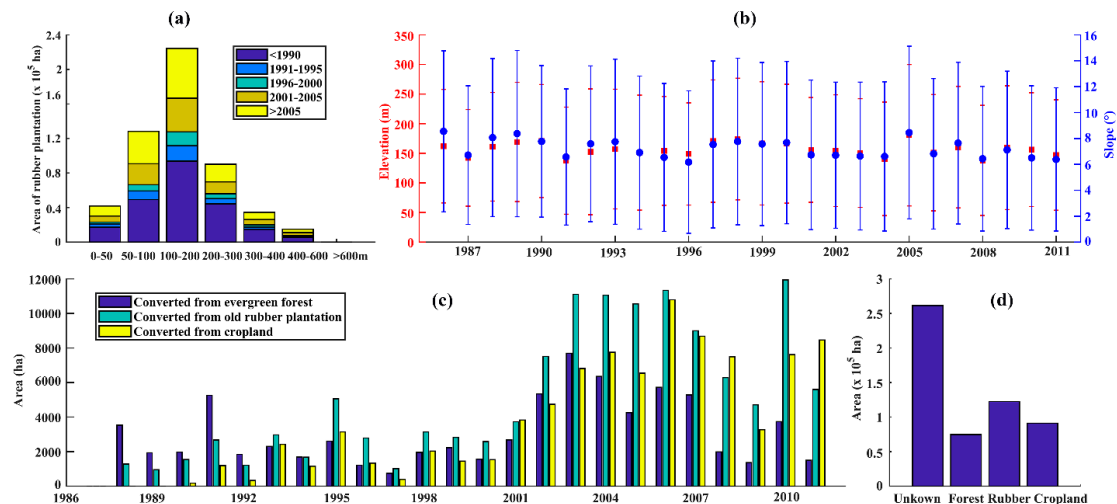 (a)
Area of rubber plantation (x 10⁵ ha)
2.4
2
1.6
1.2
0.8
0.4
0
<1990
1991-1995
1996-2000
2001-2005
>2005
0-50 50-100 100-200 200-300 300-400 400-600 >600m
(b)
Elevation (m)
350
300
250
200
150
100
50
0
Slope (°)
16
14
12
10
8
6
4
2
0
1987 1990 1993 1996 1999 2002 2005 2008 2011
(c)
Area (ha)
12000
10000
8000
6000
4000
2000
0
Converted from evergreen forest
Converted from old rubber plantation
Converted from cropland
1986 1989 1992 1995 1998 2001 2004 2007 2010
(d)
Area (x 10⁵ ha)
3
2.5
2
1.5
1
0.5
0
Unkown Forest Rubber Cropland